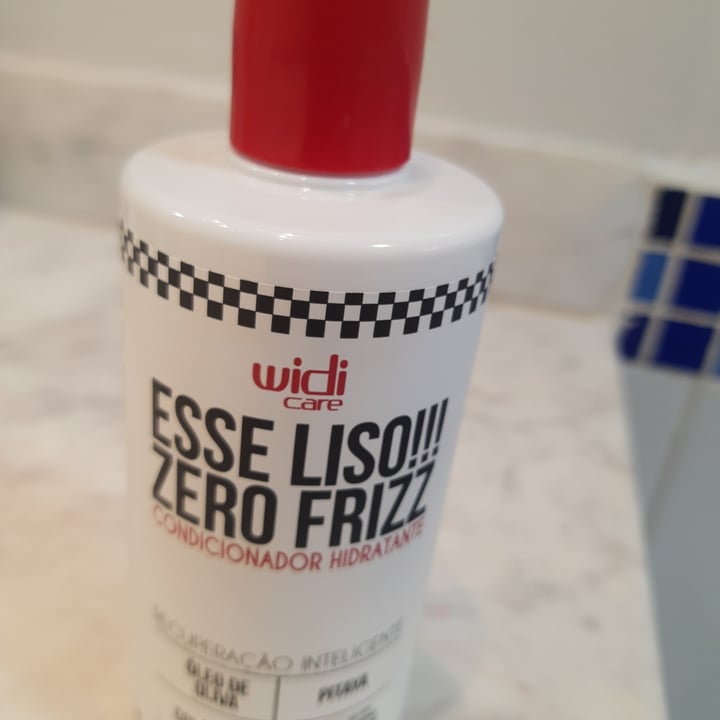 widi
care
ESSE LISO!!!
ZERO FRIZZ
CONDICIONADOR HIDRATANTE
RECUPERAÇÃO INTELIGENTE
ÓLEO DE
OLIVA
PITAYA